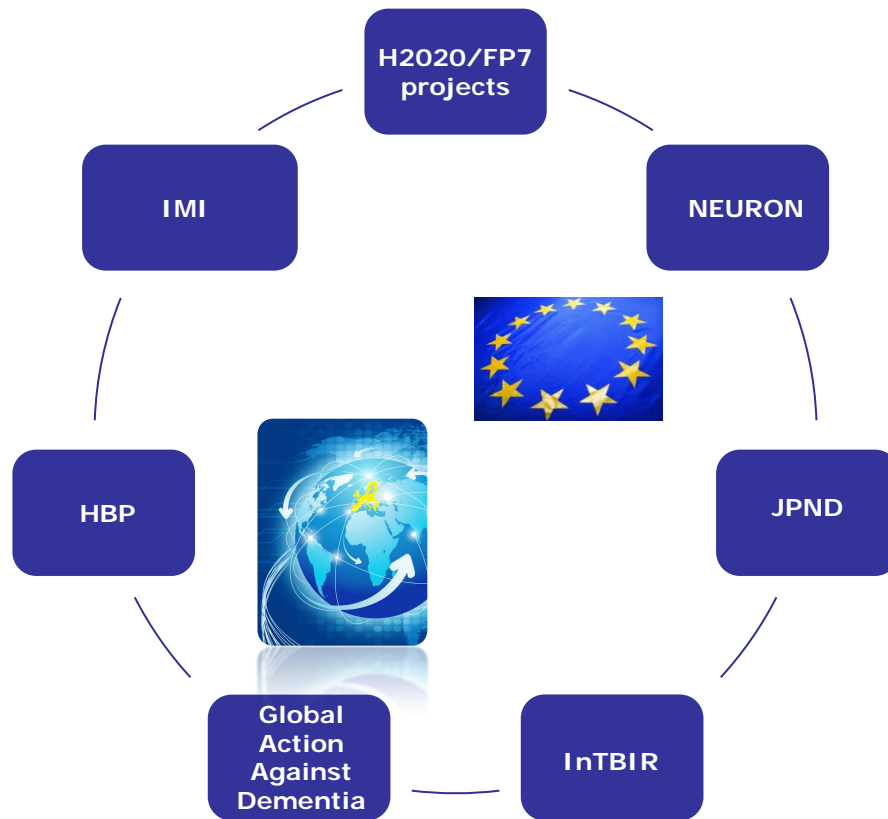 H2020/FP7
projects
IMI
NEURON
HBP
JPND
Global
Action
Against
Dementia
InTBIR